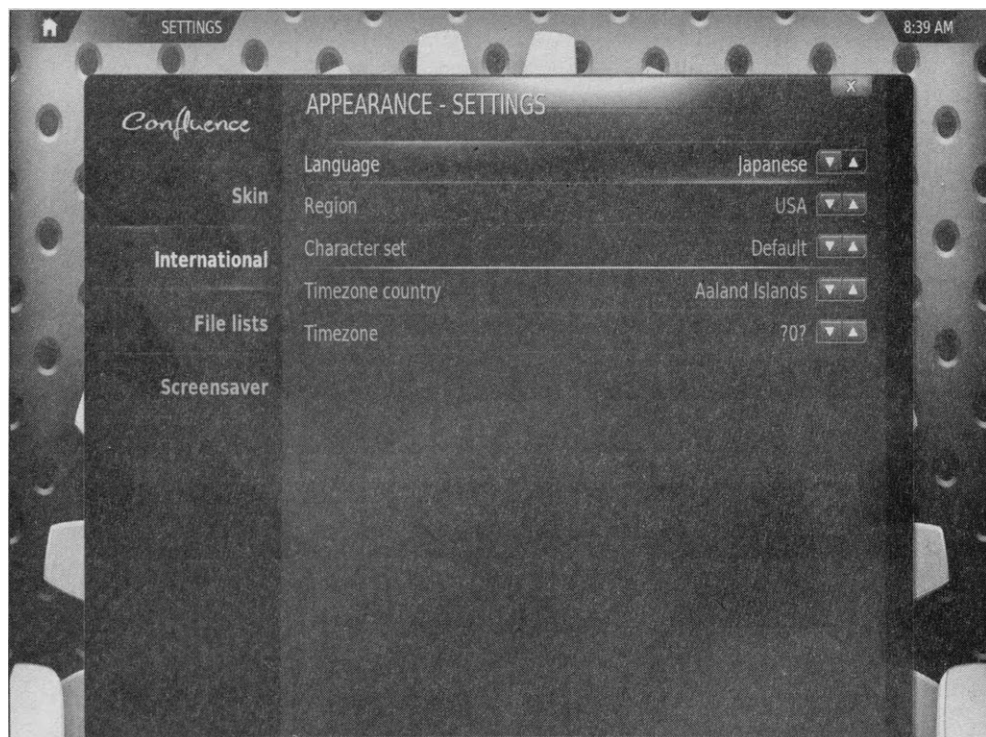 SETTINGS
8:39 AM
Confluence
APPEARANCE - SETTINGS
X
Skin
International
File lists
Screensaver
Language Japanese
Region USA
Character set Default
Timezone country Aaland Islands
Timezone ?0?